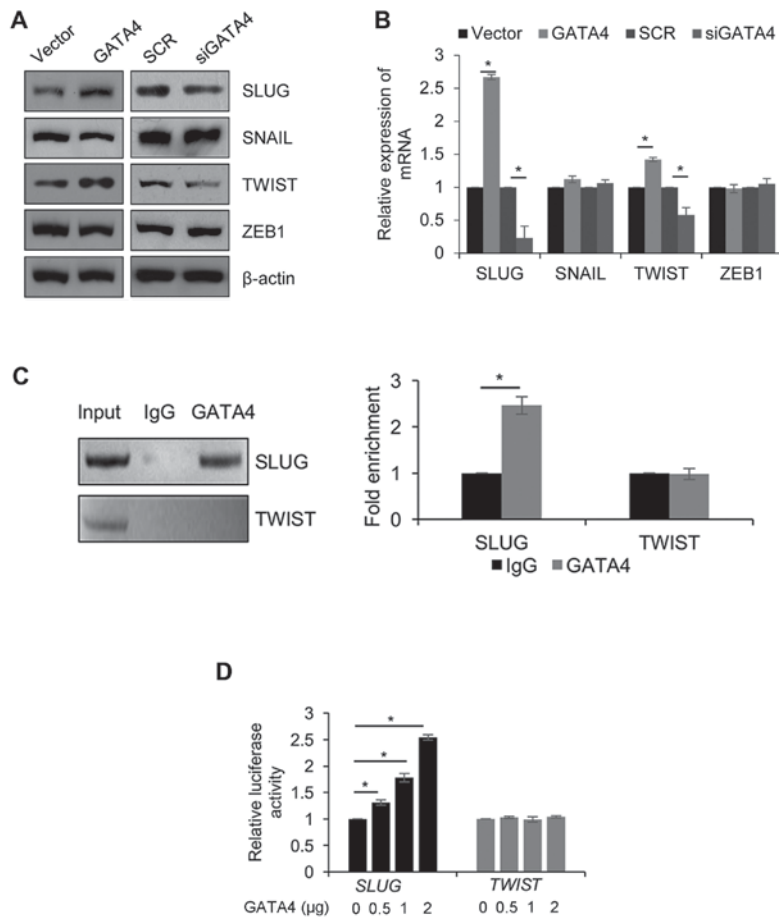 A
Vector GATA4 SCR siGATA4
SLUG
SNAIL
TWIST
ZEB1
β-actin
B
Vector GATA4 SCR siGATA4
Relative expression of
mRNA
3
2.5
2
1.5
1
0.5
0
* * * *
SLUG SNAIL TWIST ZEB1
C
Input IgG GATA4
SLUG
TWIST
Fold enrichment
3
2
1
0
*
SLUG TWIST
IgG GATA4
D
Relative luciferase
activity
3
2.5
2
1.5
1
0.5
0
*
*
*
SLUG TWIST
GATA4 (µg) 0 0.5 1 2 0 0.5 1 2